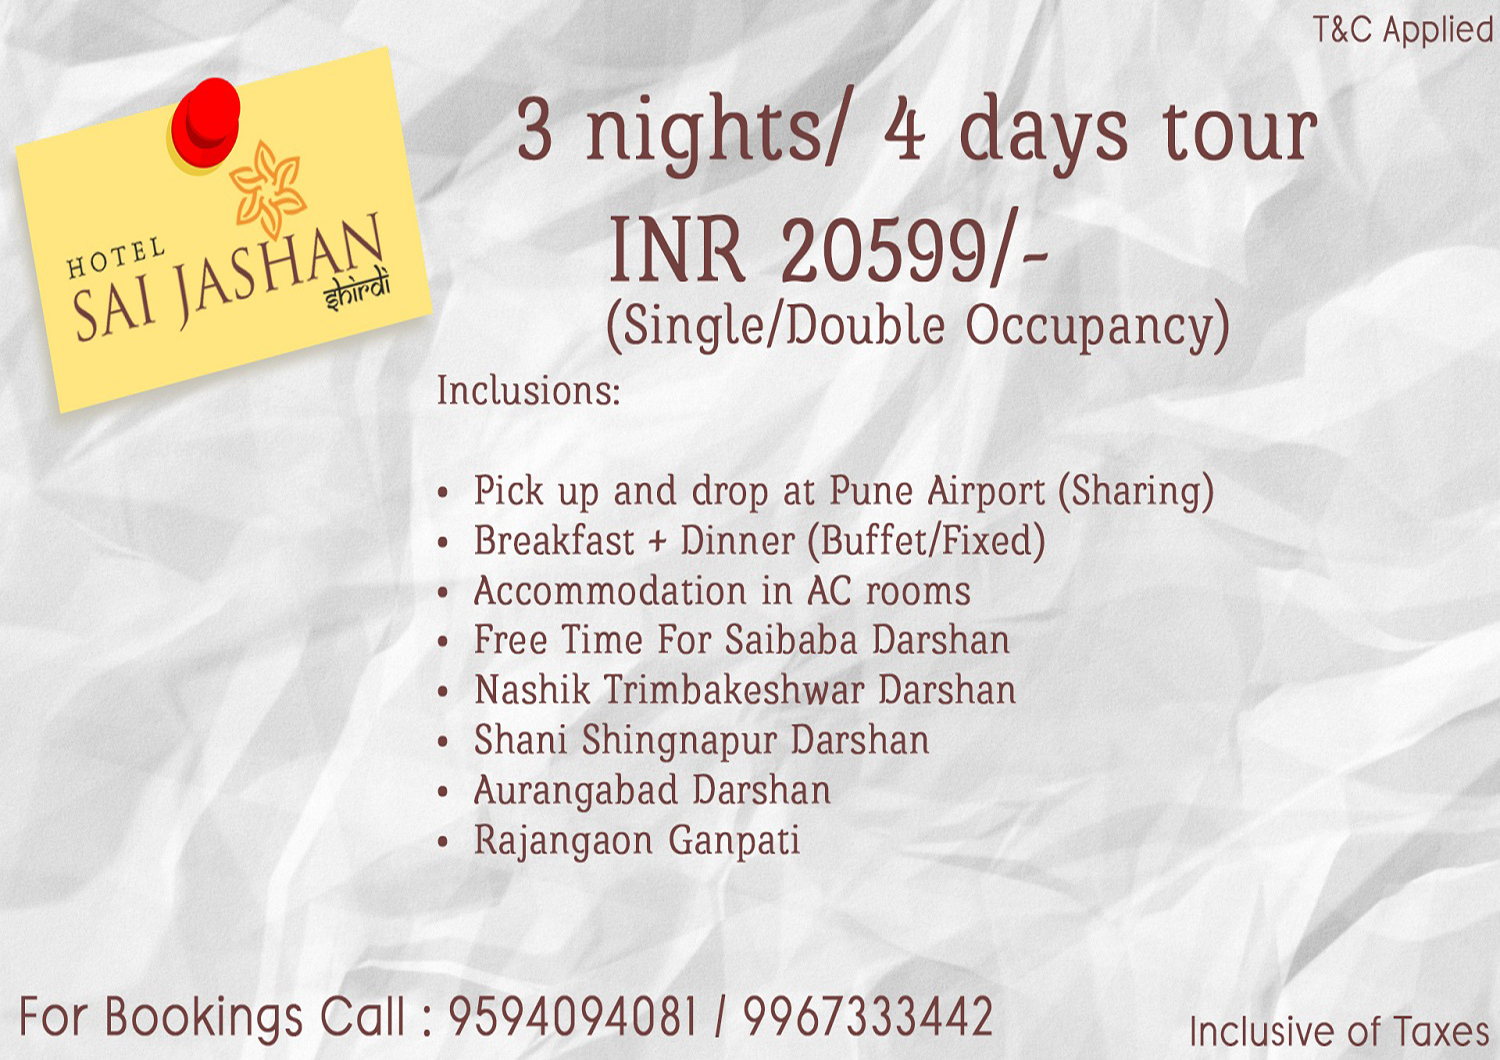 T&C Applied
HOTEL
SAI JASHAN
shirdi
3 nights/ 4 days tour
INR 20599/-
(Single/Double Occupancy)
Inclusions:
• Pick up and drop at Pune Airport (Sharing)
• Breakfast + Dinner (Buffet/Fixed)
• Accommodation in AC rooms
• Free Time For Saibaba Darshan
• Nashik Trimbakeshwar Darshan
• Shani Shingnapur Darshan
• Aurangabad Darshan
• Rajangaon Ganpati
For Bookings Call : 9594094081 / 9967333442
Inclusive of Taxes